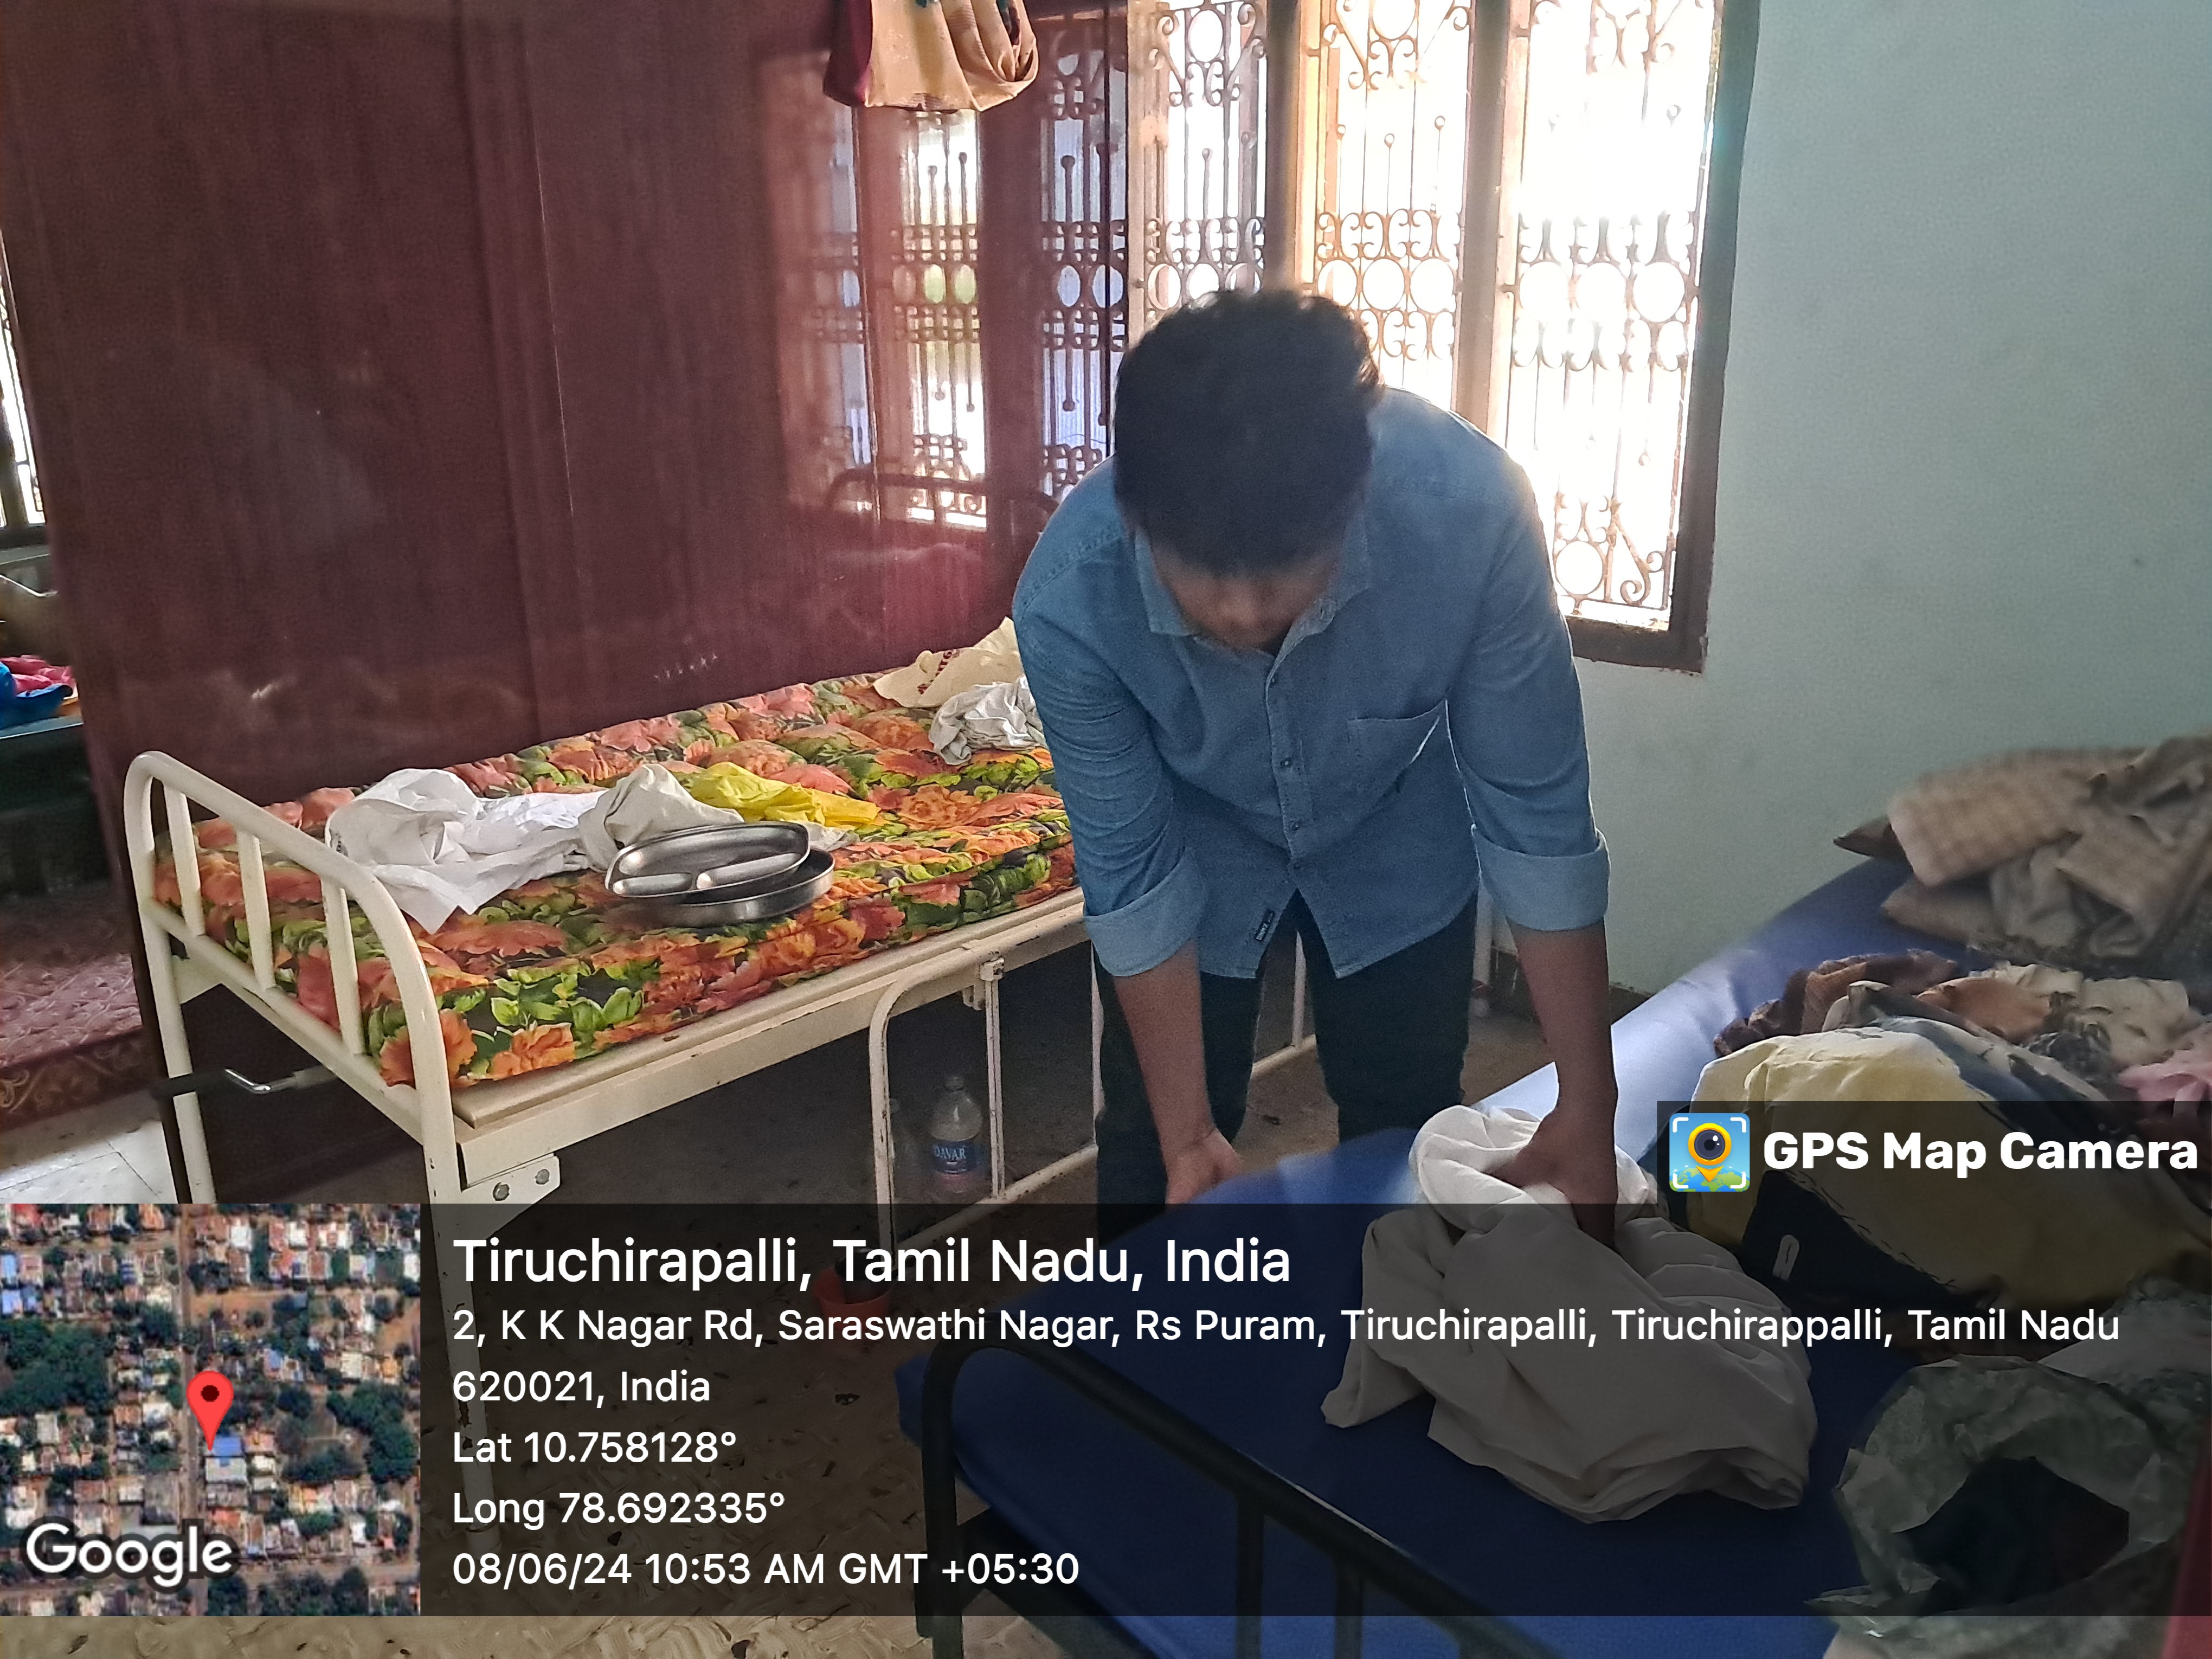 DAVAR
GPS Map Camera
Tiruchirapalli, Tamil Nadu, India
2, K K Nagar Rd, Saraswathi Nagar, Rs Puram, Tiruchirapalli, Tiruchirappalli, Tamil Nadu
620021, India
Lat 10.758128°
Long 78.692335°
08/06/24 10:53 AM GMT +05:30
Google